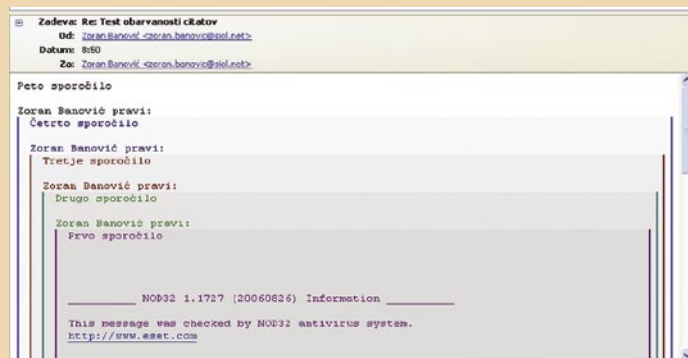 Zadeva: Re: Test obarvanosti citatov
Od: Zoran Banović <zoran.banovic@siol.net>
Datum: 8:50
Za: Zoran Banović <zoran.banovic@siol.net>
Peto sporočilo
Zoran Banović pravi:
Četrto sporočilo
Zoran Banović pravi:
Tretje sporočilo
Zoran Banović pravi:
Drugo sporočilo
Zoran Banović pravi:
Prvo sporočilo
__________ NOD32 1.1727 (20060826) Information __________
This message was checked by NOD32 antivirus system.
http://www.eset.com